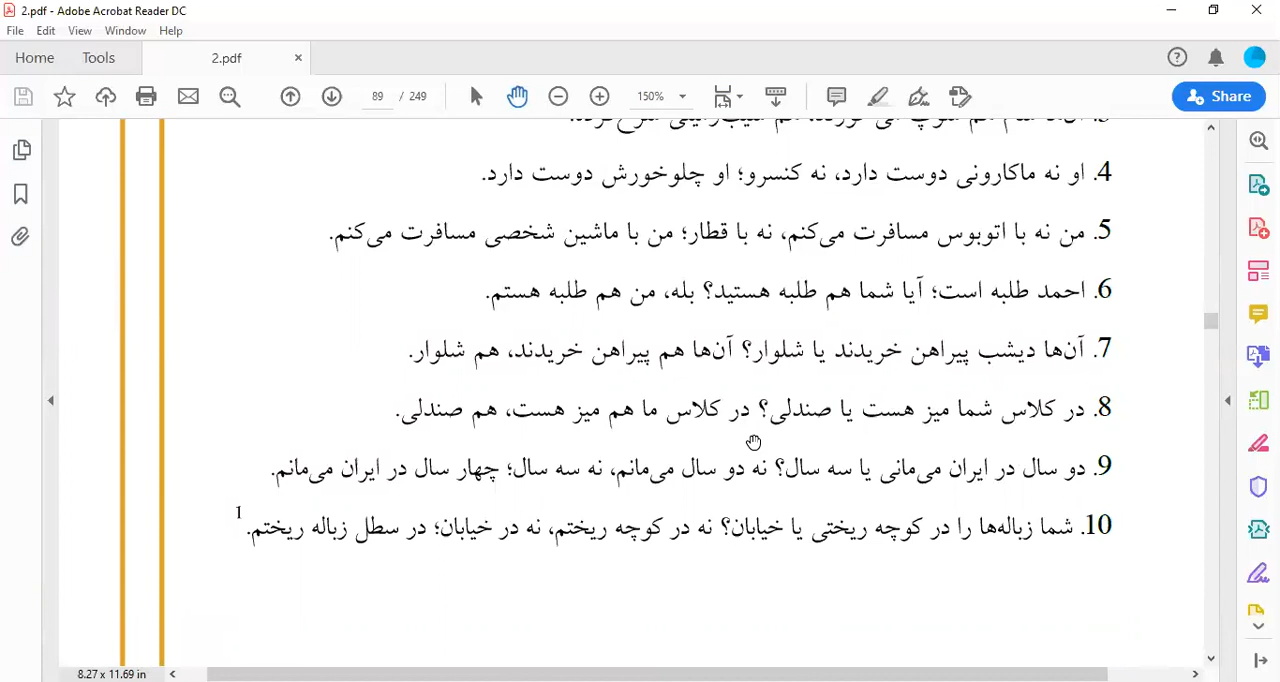 2.pdf - Adobe Acrobat Reader DC
File Edit View Window Help
Home Tools 2.pdf
89 / 249 150% Share
4. او نه ماکارونی دوست دارد، نه کنسرو؛ او چلوخورش دوست دارد.
5. من نه با اتوبوس مسافرت می‌کنم، نه با قطار؛ من با ماشین شخصی مسافرت می‌کنم.
6. احمد طلبه است؛ آیا شما هم طلبه هستید؟ بله، من هم طلبه هستم.
7. آن‌ها دیشب پیراهن خریدند یا شلوار؟ آن‌ها هم پیراهن خریدند، هم شلوار.
8. در کلاس شما میز هست یا صندلی؟ در کلاس ما هم میز هست، هم صندلی.
9. دو سال در ایران می‌مانی یا سه سال؟ نه دو سال می‌مانم، نه سه سال؛ چهار سال در ایران می‌مانم.
10. شما زباله‌ها را در کوچه ریختی یا خیابان؟ نه در کوچه ریختم، نه در خیابان؛ در سطل زباله ریختم. 1
8.27 x 11.69 in